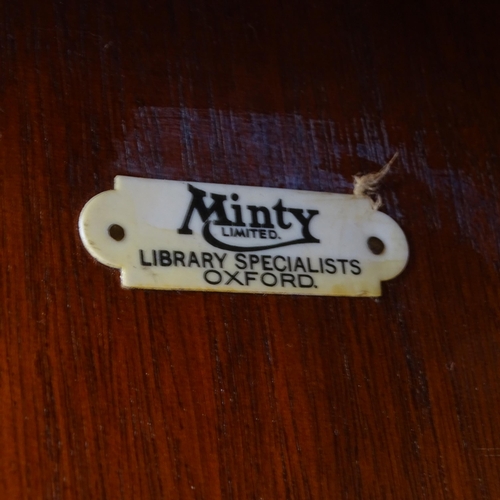 Minty
LIMITED.
LIBRARY SPECIALISTS
OXFORD.